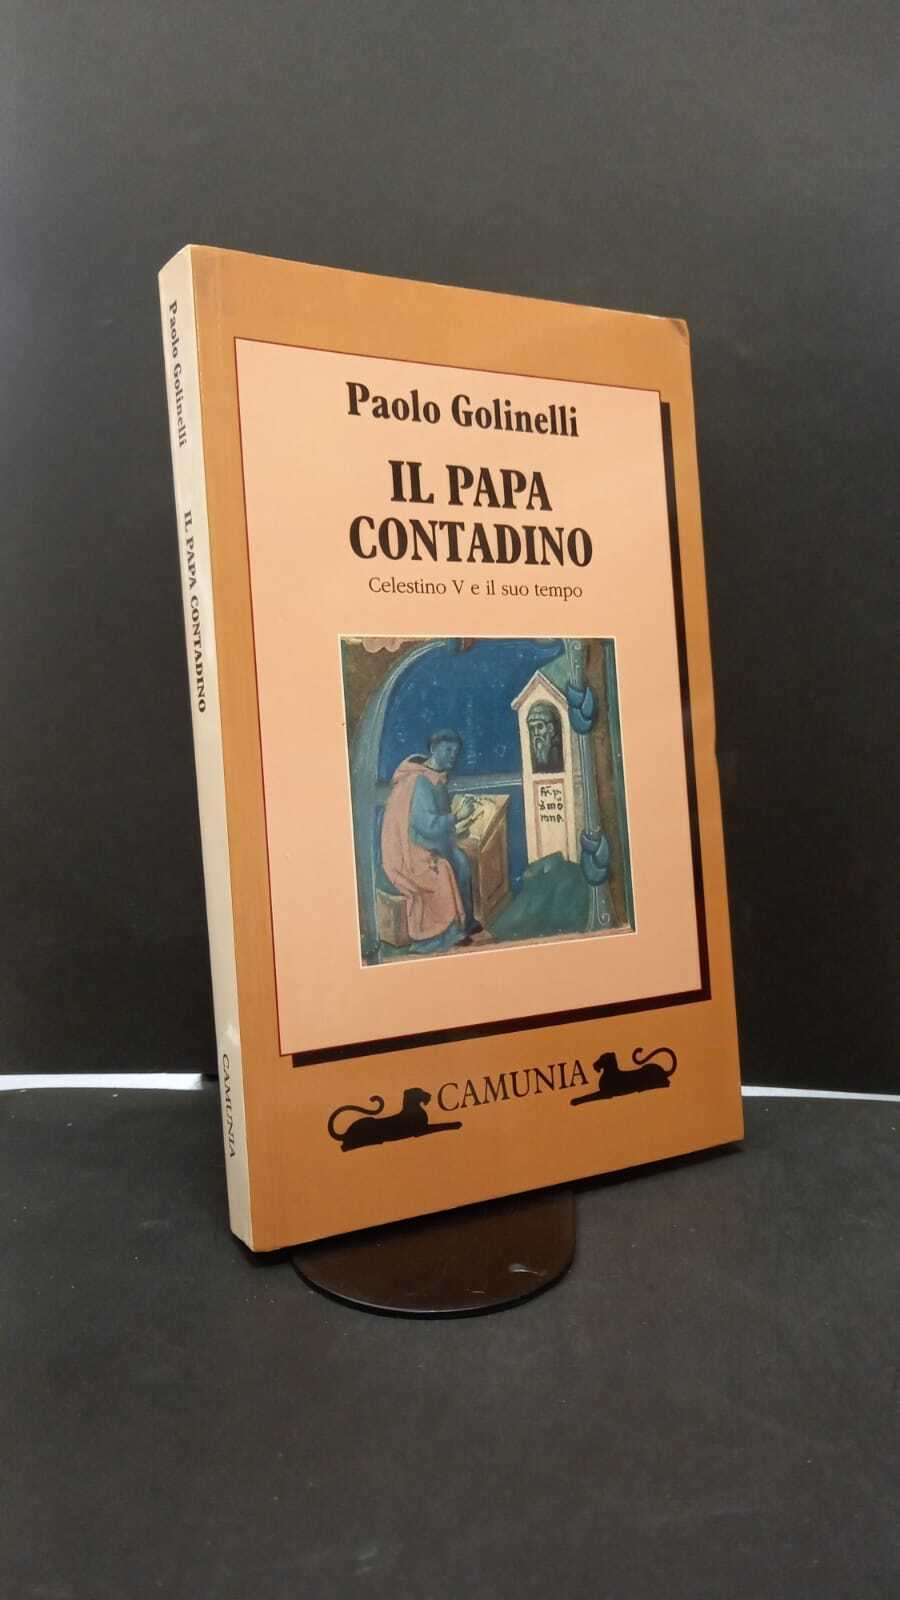 Paolo Golinelli
IL PAPA CONTADINO
CAMUNIA
Paolo Golinelli
IL PAPA
CONTADINO
Celestino V e il suo tempo
CAMUNIA